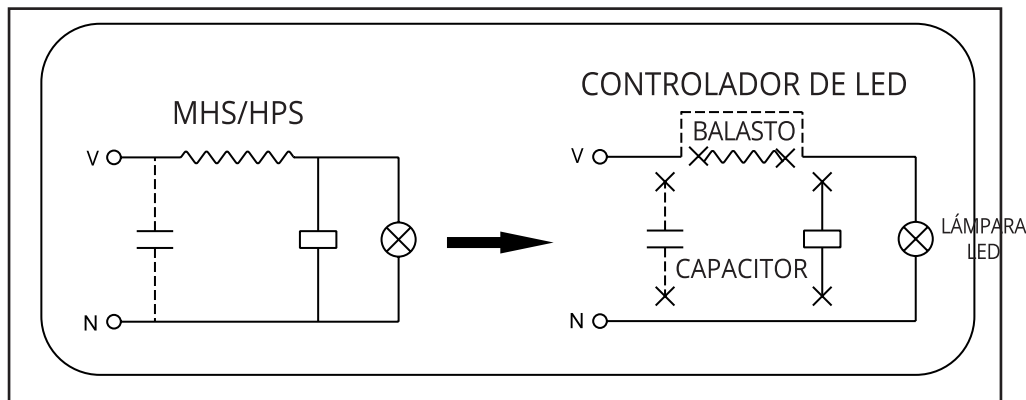 MHS/HPS
V
N
CONTROLADOR DE LED
BALASTO
V
CAPACITOR
N
LÁMPARA
LED